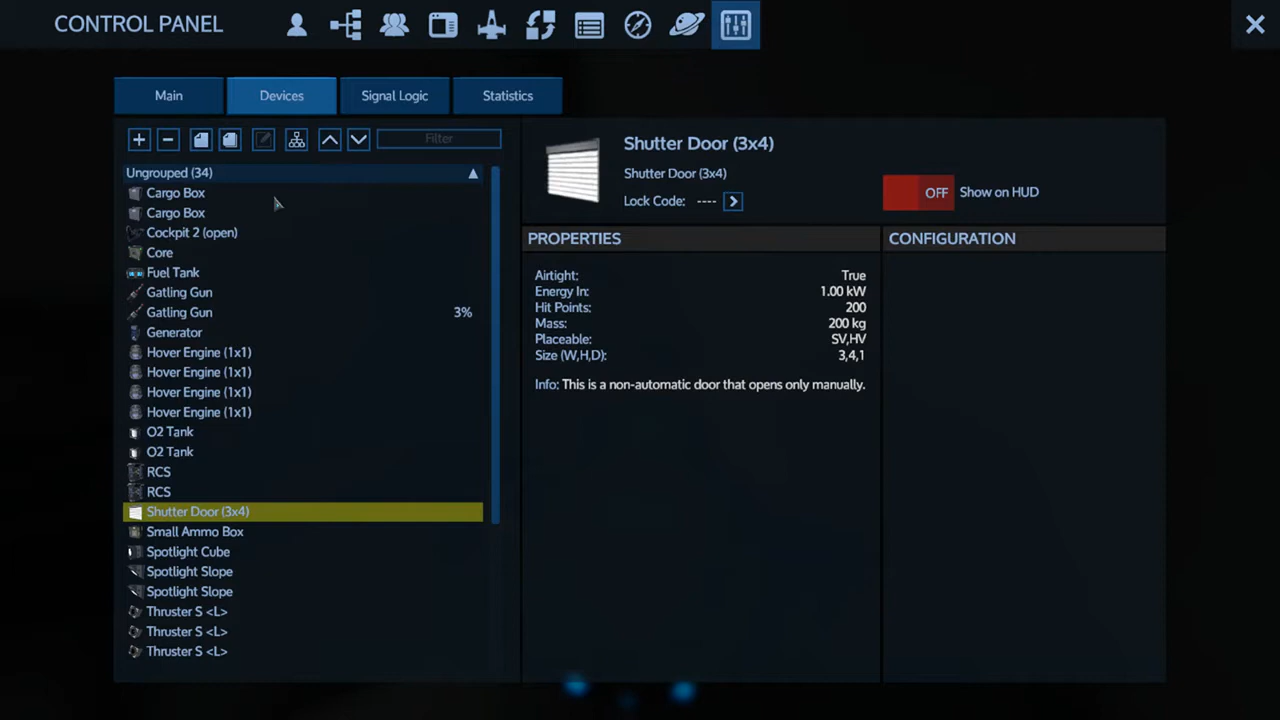 CONTROL PANEL
Main
Devices
Signal Logic
Statistics
Filter
Ungrouped (34)
Cargo Box
Cargo Box
Cockpit 2 (open)
Core
Fuel Tank
Gatling Gun
Gatling Gun 3%
Generator
Hover Engine (1x1)
Hover Engine (1x1)
Hover Engine (1x1)
Hover Engine (1x1)
O2 Tank
O2 Tank
RCS
RCS
Shutter Door (3x4)
Small Ammo Box
Spotlight Cube
Spotlight Slope
Spotlight Slope
Thruster S <L>
Thruster S <L>
Thruster S <L>
Shutter Door (3x4)
Shutter Door (3x4)
Lock Code: ----
OFF Show on HUD
PROPERTIES
Airtight: True
Energy In: 1.00 kW
Hit Points: 200
Mass: 200 kg
Placeable: SV,HV
Size (W,H,D): 3,4,1
Info: This is a non-automatic door that opens only manually.
CONFIGURATION